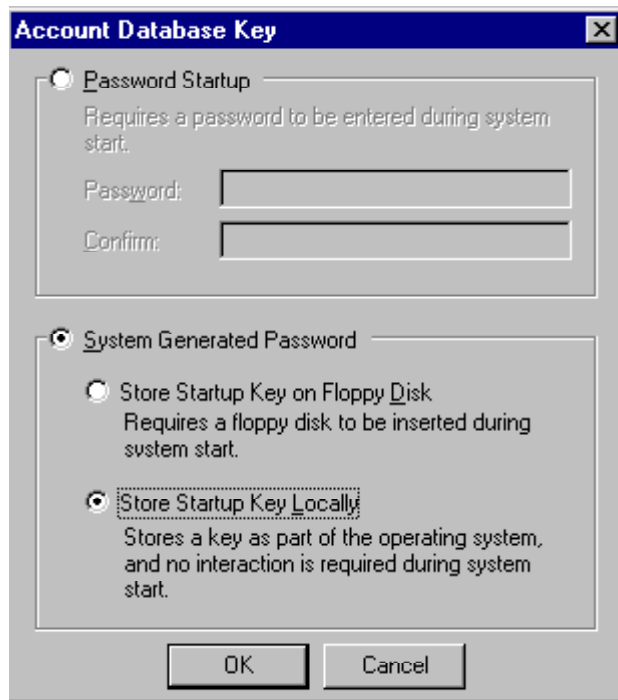 Account Database Key
Password Startup
Requires a password to be entered during system
start.
Password:
Confirm:
System Generated Password
Store Startup Key on Floppy Disk
Requires a floppy disk to be inserted during
system start.
Store Startup Key Locally
Stores a key as part of the operating system,
and no interaction is required during system
start.
OK
Cancel